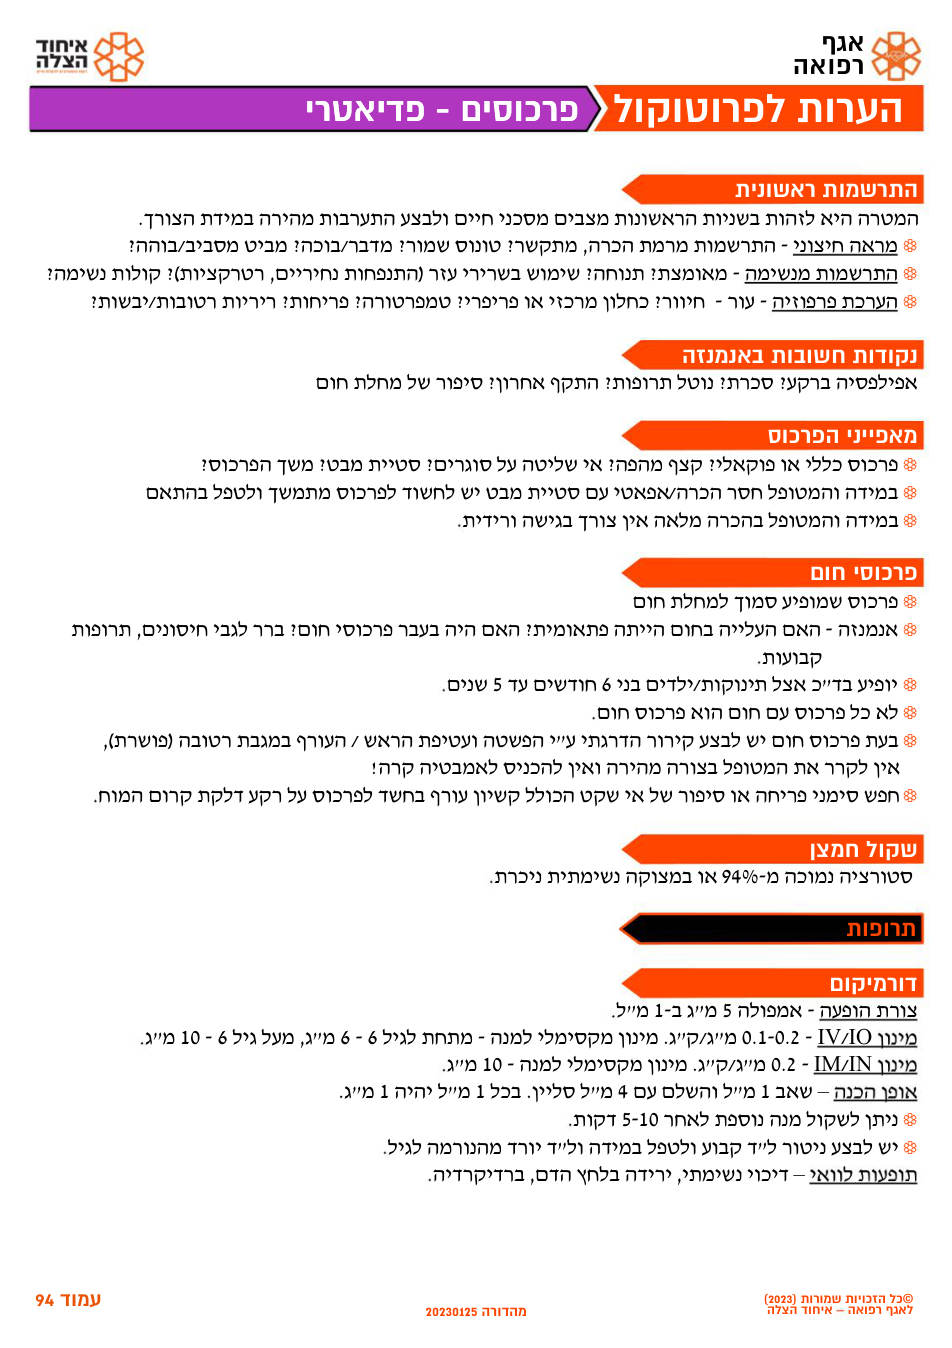 איחוד
הצלה
אגף
רפואה
הערות לפרוטוקול
פרכוסים - פדיאטרי
התרשמות ראשונית
המטרה היא לזהות בשניות הראשונות מצבים מסכני חיים ולבצע התערבות מהירה במידת הצורך.
מראה חיצוני - התרשמות מרמת הכרה, מתקשר? טונוס שמור? מדבר/בוכה? מביט מסביב/בוהה?
התרשמות מנשימה - מאומצת? תנוחה? שימוש בשרירי עזר (התנפחות נחיריים, רטרקציות)? קולות נשימה?
הערכת פרפוזיה - עור - חיוור? כחלון מרכזי או פריפרי? טמפרטורה? פריחות? ריריות רטובות/יבשות?
נקודות חשובות באנמנזה
אפילפסיה ברקע? סכרת? נוטל תרופות? התקף אחרון? סיפור של מחלת חום
מאפייני הפרכוס
פרכוס כללי או פוקאלי? קצף מהפה? אי שליטה על סוגרים? סטיית מבט? משך הפרכוס?
במידה והמטופל חסר הכרה/אפאטי עם סטיית מבט יש לחשוד לפרכוס מתמשך ולטפל בהתאם
במידה והמטופל בהכרה מלאה אין צורך בגישה ורידית.
פרכוסי חום
פרכוס שמופיע סמוך למחלת חום
אנמנזה - האם העלייה בחום הייתה פתאומית? האם היה בעבר פרכוסי חום? ברר לגבי חיסונים, תרופות
קבועות.
יופיע בד״כ אצל תינוקות/ילדים בני 6 חודשים עד 5 שנים.
לא כל פרכוס עם חום הוא פרכוס חום.
בעת פרכוס חום יש לבצע קירור הדרגתי ע״י הפשטה ועטיפת הראש / העורף במגבת רטובה (פושרת),
אין לקרר את המטופל בצורה מהירה ואין להכניס לאמבטיה קרה!
חפש סימני פריחה או סיפור של אי שקט הכולל קשיון עורף בחשד לפרכוס על רקע דלקת קרום המוח.
שקול חמצן
סטורציה נמוכה מ-94% או במצוקה נשימתית ניכרת.
תרופות
דורמיקום
צורת הופעה - אמפולה 5 מ״ג ב-1 מ״ל.
מינון IV/IO - 0.1-0.2 מ״ג/ק״ג. מינון מקסימלי למנה - מתחת לגיל 6 - 6 מ״ג, מעל גיל 6 - 10 מ״ג.
מינון IM/IN - 0.2 מ״ג/ק״ג. מינון מקסימלי למנה - 10 מ״ג.
אופן הכנה – שאב 1 מ״ל והשלם עם 4 מ״ל סליין. בכל 1 מ״ל יהיה 1 מ״ג.
ניתן לשקול מנה נוספת לאחר 5-10 דקות.
יש לבצע ניטור ל״ד קבוע ולטפל במידה ול״ד יורד מהנורמה לגיל.
תופעות לוואי – דיכוי נשימתי, ירידה בלחץ הדם, ברדיקרדיה.
©כל הזכויות שמורות (2023)
לאגף רפואה – איחוד הצלה
מהדורה 20230125
עמוד 94